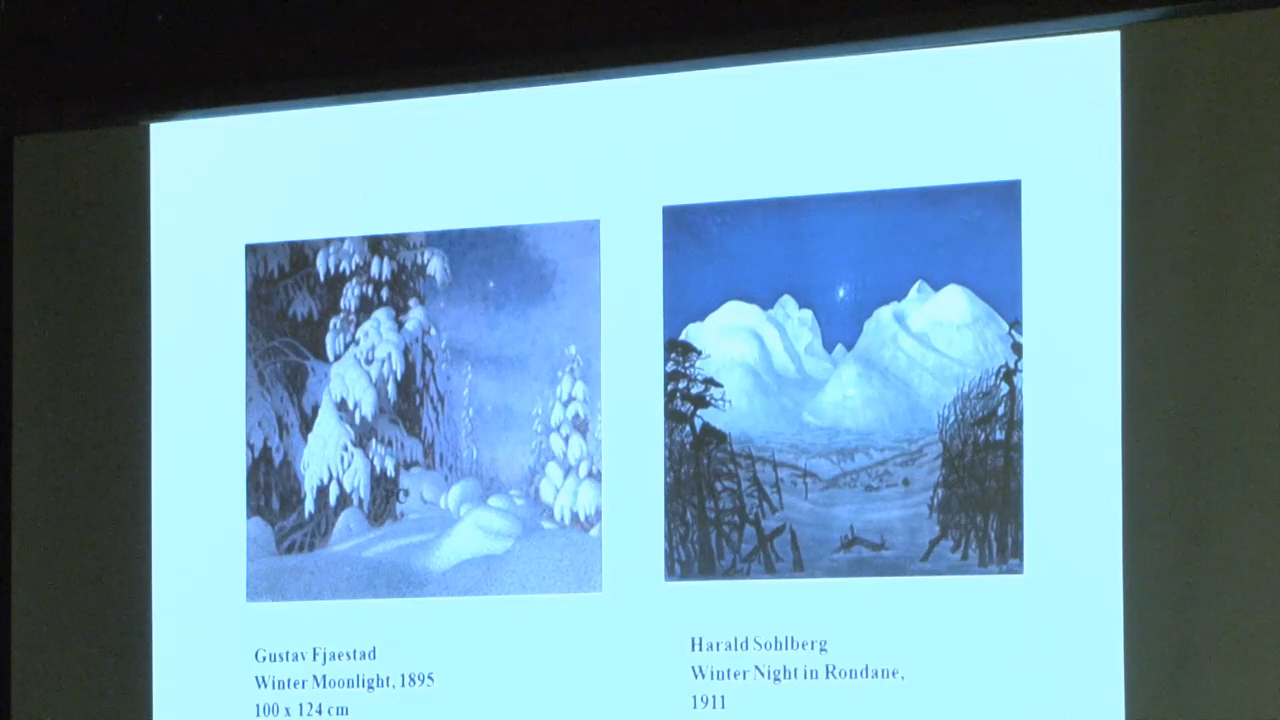 Gustav Fjaestad
Winter Moonlight, 1895
100 x 124 cm
Harald Sohlberg
Winter Night in Rondane,
1911